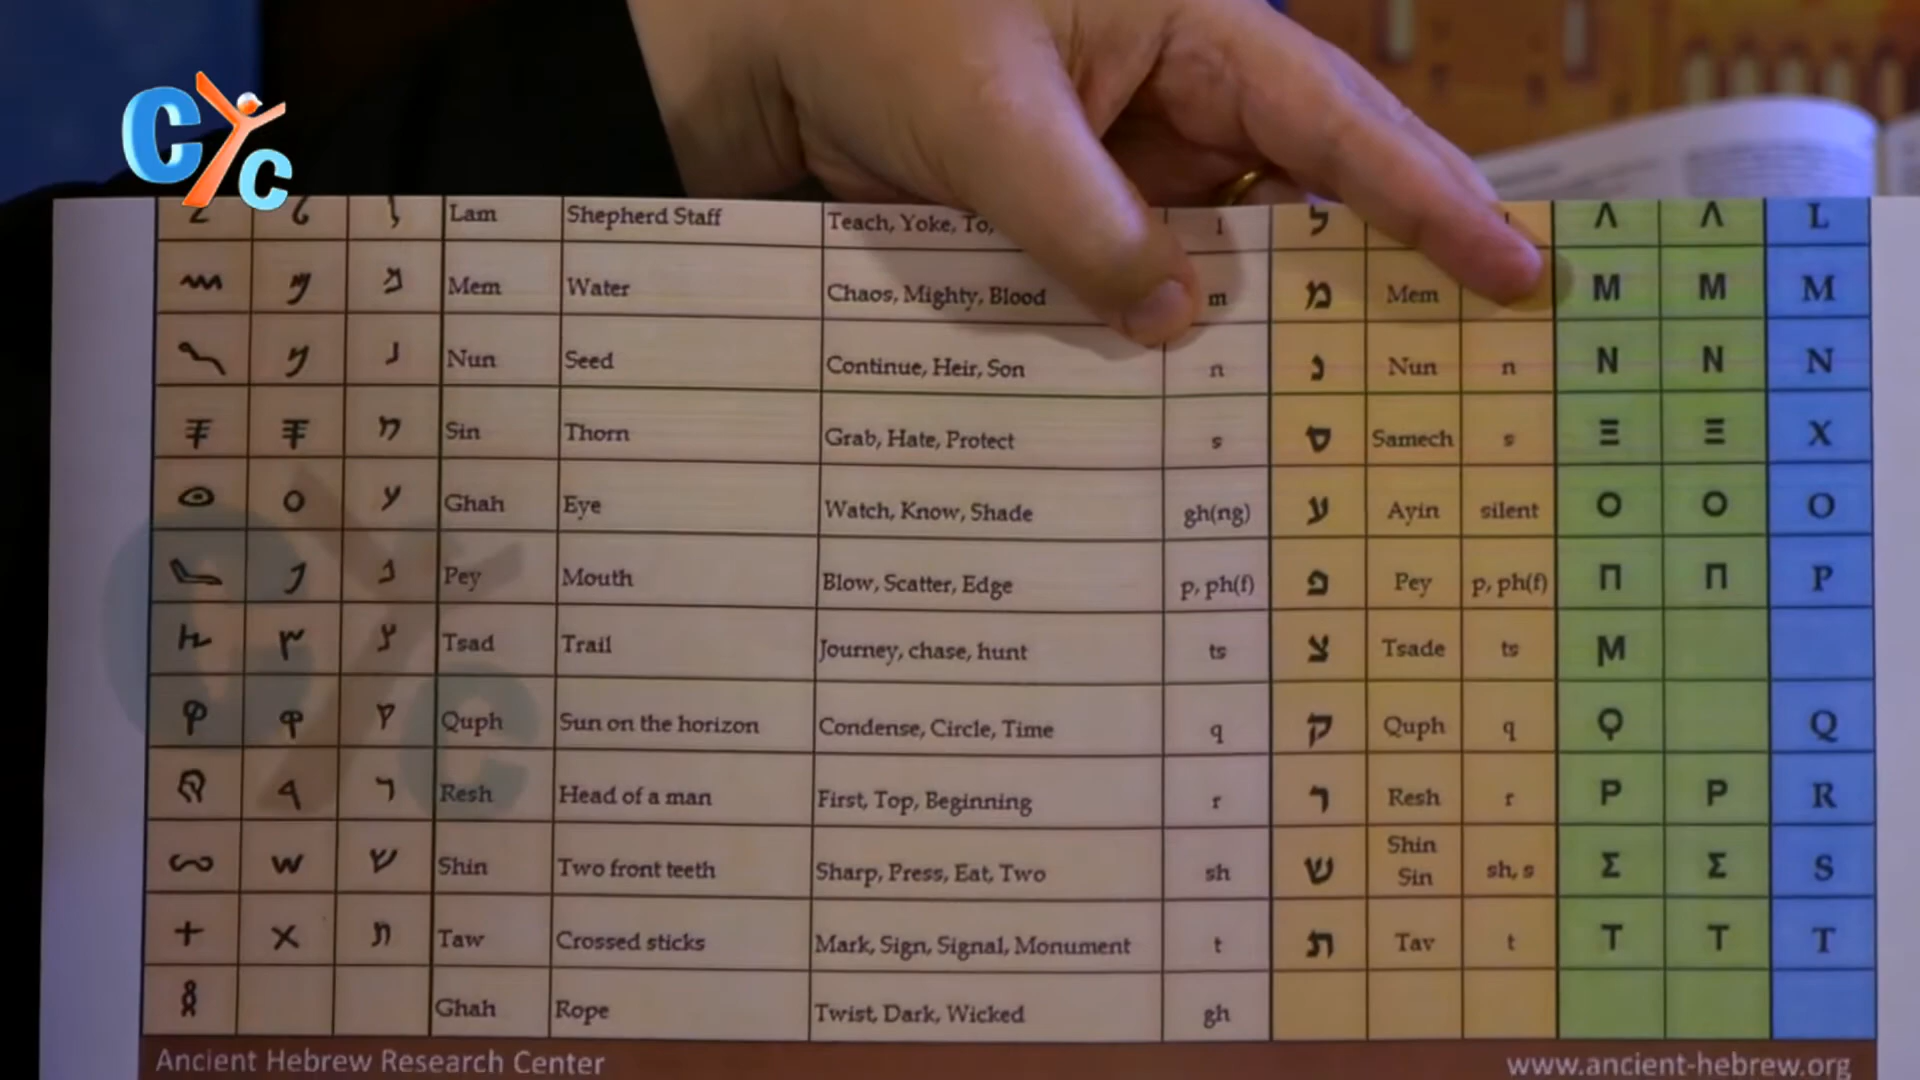 CYC
Lam Shepherd Staff Teach, Yoke, To, l ל Λ Λ L
Mem Water Chaos, Mighty, Blood m מ Mem M M M
Nun Seed Continue, Heir, Son n נ Nun n N N N
Sin Thorn Grab, Hate, Protect s ס Samech s Ξ Ξ X
Ghah Eye Watch, Know, Shade gh(ng) ע Ayin silent O O O
Pey Mouth Blow, Scatter, Edge p, ph(f) פ Pey p, ph(f) Π Π P
Tsad Trail Journey, chase, hunt ts צ Tsade ts M
Quph Sun on the horizon Condense, Circle, Time q ק Quph q Ϙ Q
Resh Head of a man First, Top, Beginning r ר Resh r P P R
Shin Two front teeth Sharp, Press, Eat, Two sh ש Shin Sin sh, s Σ Σ S
Taw Crossed sticks Mark, Sign, Signal, Monument t ת Tav t T T T
Ghah Rope Twist, Dark, Wicked gh
Ancient Hebrew Research Center www.ancient-hebrew.org